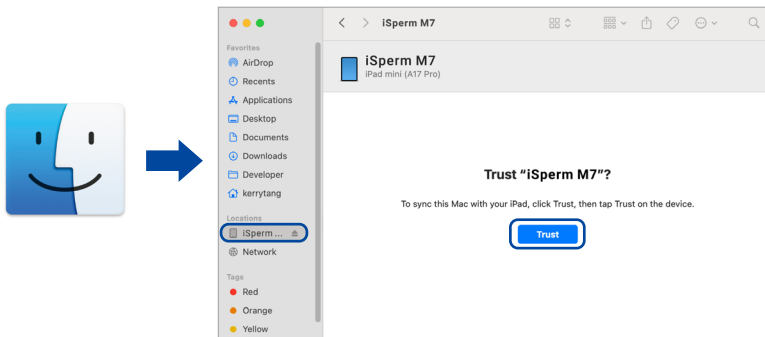 iSperm M7
Favorites
AirDrop
Recents
Applications
Desktop
Documents
Downloads
Developer
kerrytang
Locations
iSperm ...
Network
Tags
Red
Orange
Yellow
iSperm M7
iPad mini (A17 Pro)
Trust “iSperm M7”?
To sync this Mac with your iPad, click Trust, then tap Trust on the device.
Trust